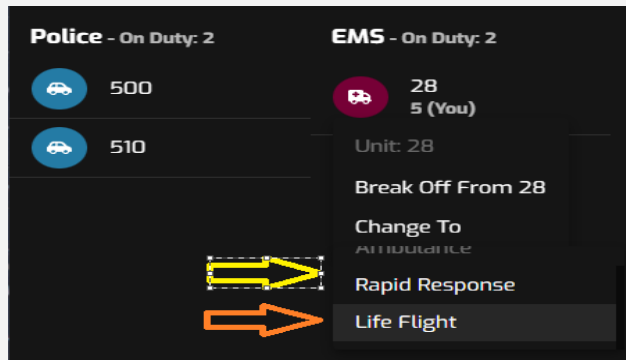 Police - On Duty: 2
500
510
EMS - On Duty: 2
28
5 (You)
Unit: 28
Break Off From 28
Change To
Ambulance
Rapid Response
Life Flight